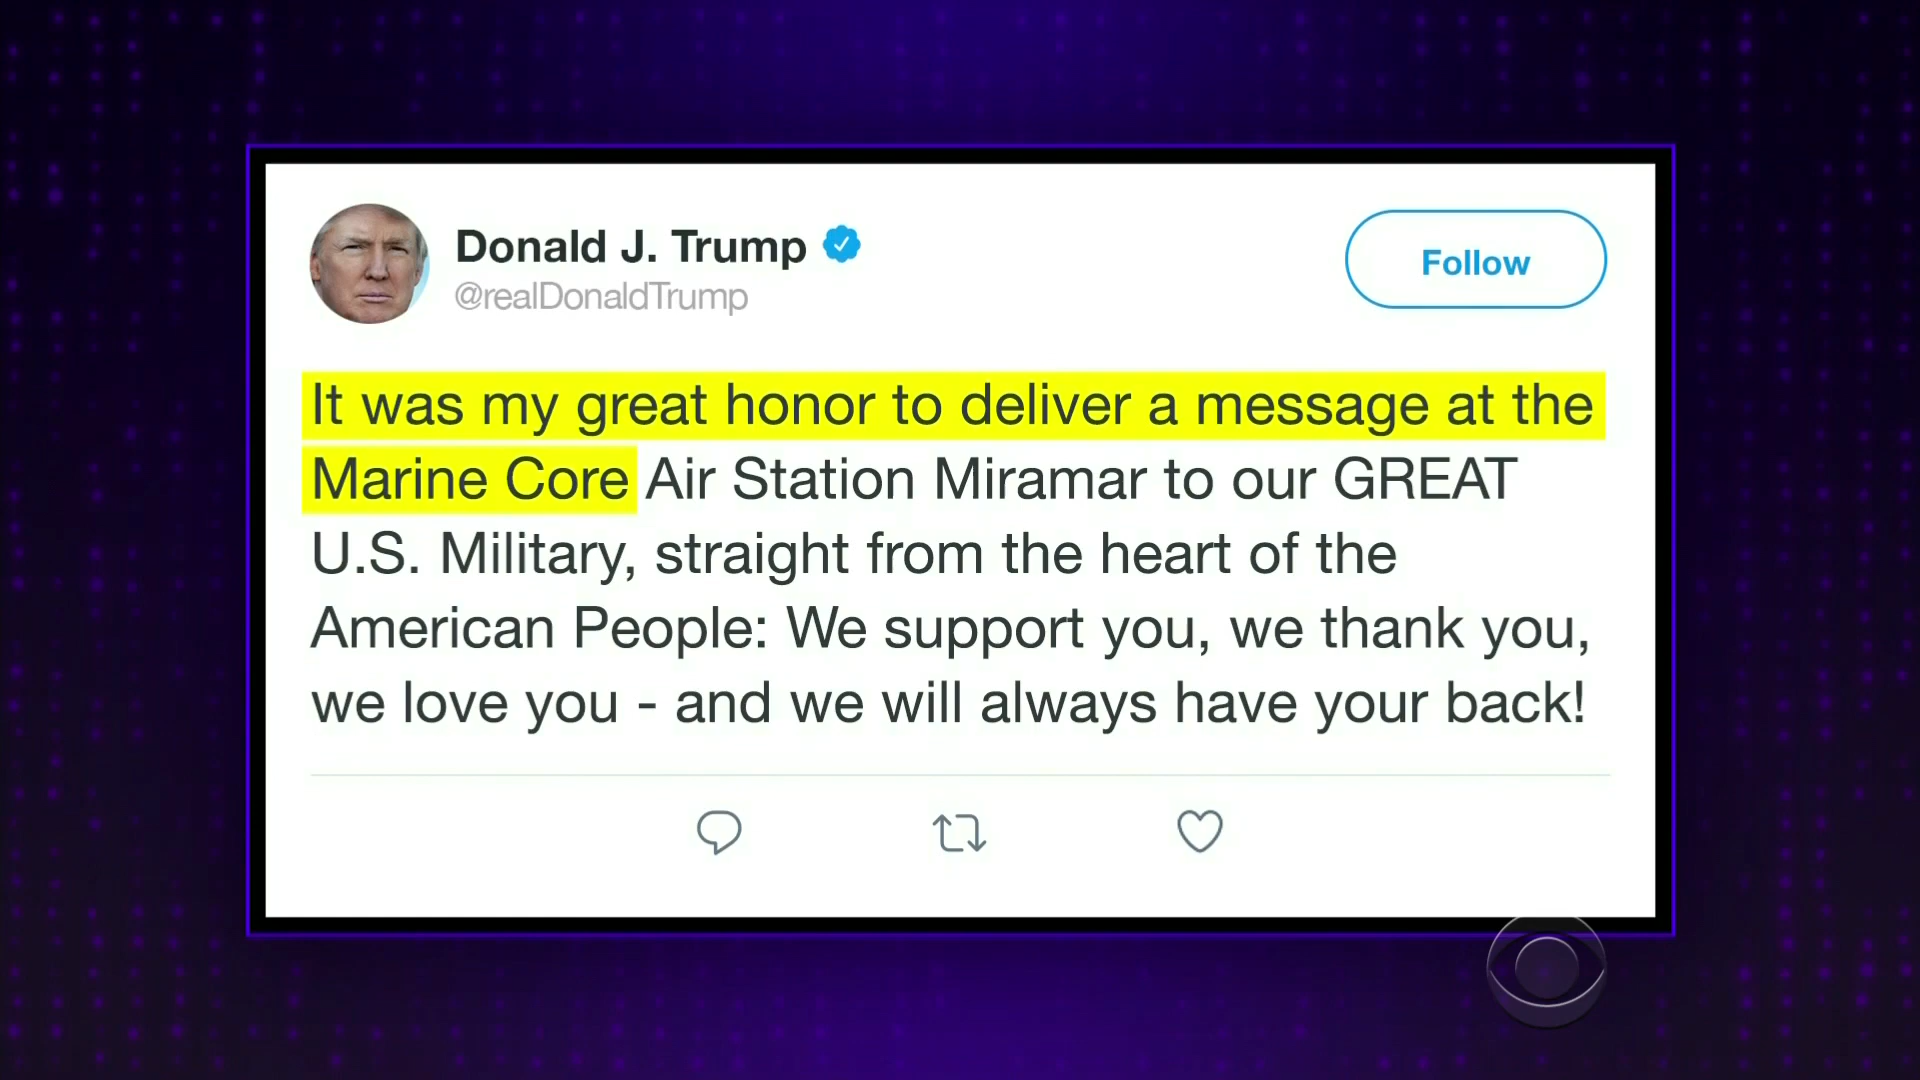 Donald J. Trump
@realDonaldTrump
Follow
It was my great honor to deliver a message at the
Marine Core Air Station Miramar to our GREAT
U.S. Military, straight from the heart of the
American People: We support you, we thank you,
we love you - and we will always have your back!